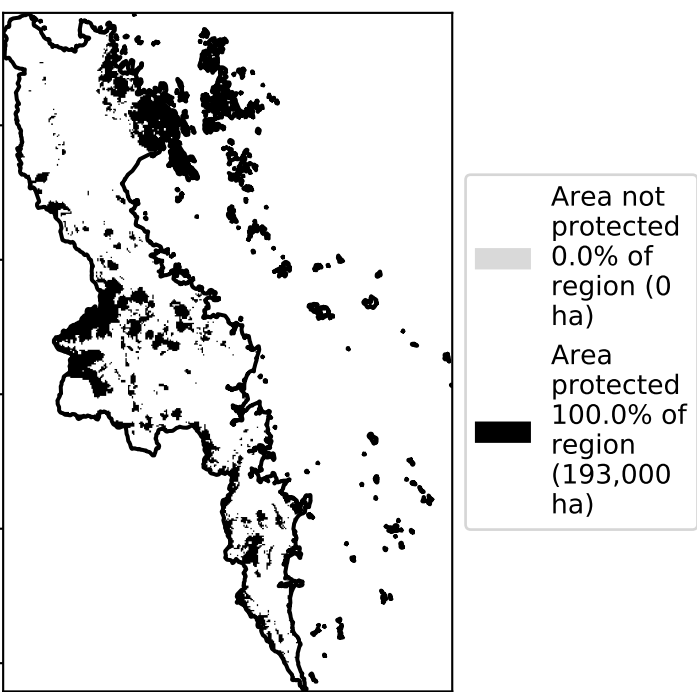 Area not
protected
0.0% of
region (0
ha)
Area
protected
100.0% of
region
(193,000
ha)